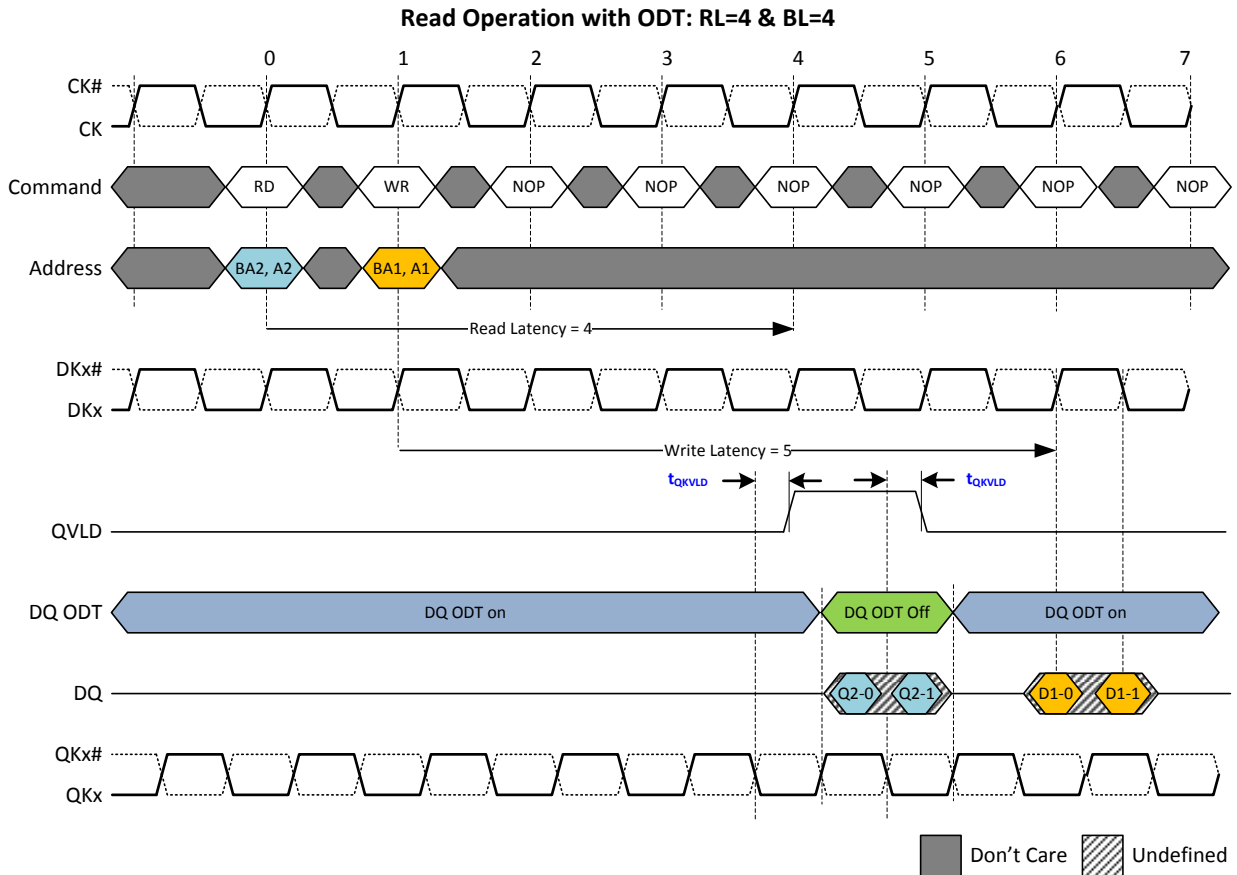 Read Operation with ODT: RL=4 & BL=4
0 1 2 3 4 5 6 7
CK#
CK
Command RD WR NOP NOP NOP NOP NOP NOP
Address BA2, A2 BA1, A1
Read Latency = 4
DKx#
DKx
Write Latency = 5
tQKVLD tQKVLD
QVLD
DQ ODT DQ ODT on DQ ODT Off DQ ODT on
DQ Q2-0 Q2-1 D1-0 D1-1
QKx#
QKx
Don't Care Undefined